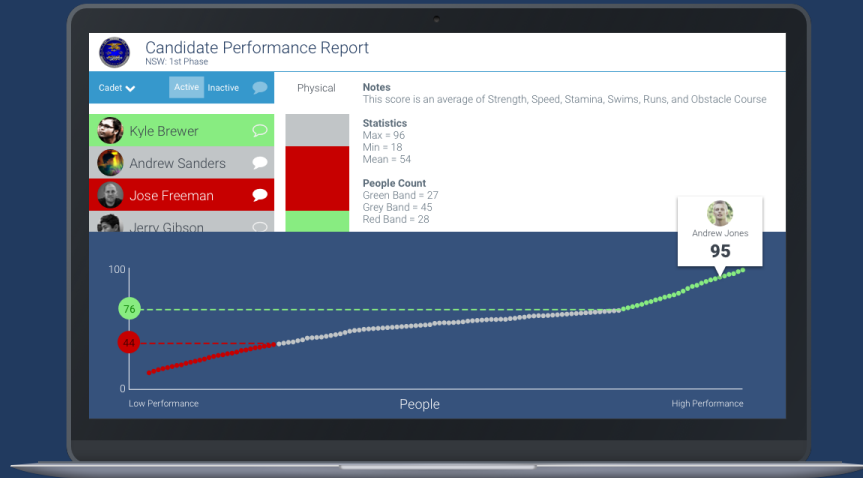 Candidate Performance Report
NSW: 1st Phase
Cadet
Active
Inactive
Physical
Kyle Brewer
Andrew Sanders
Jose Freeman
Jerry Gibson
Notes
This score is an average of Strength, Speed, Stamina, Swims, Runs, and Obstacle Course
Statistics
Max = 96
Min = 18
Mean = 54
People Count
Green Band = 27
Grey Band = 45
Red Band = 28
Andrew Jones
95
100
76
44
0
Low Performance
People
High Performance